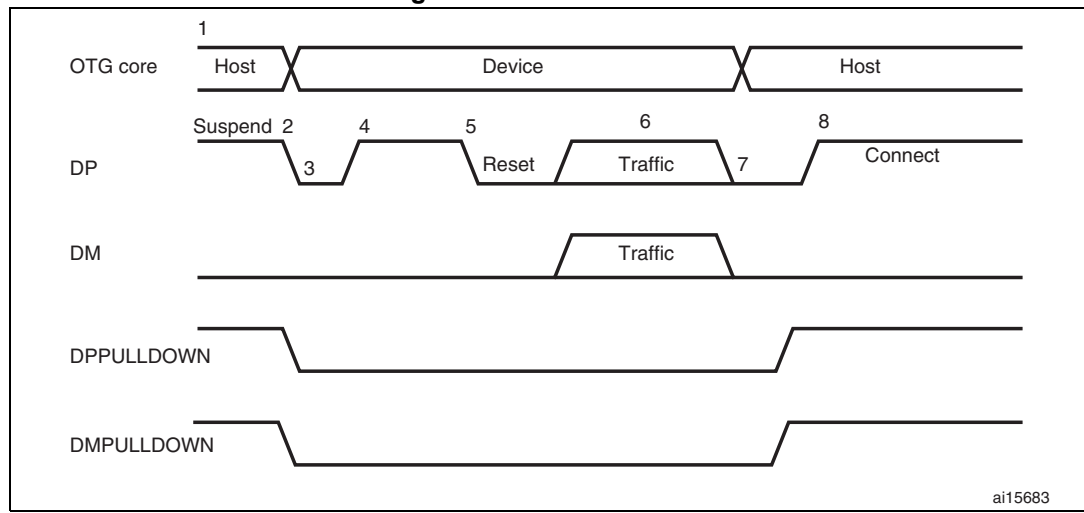 1
OTG core Host Device Host
Suspend 2 4 5 6 8
DP 3 Reset Traffic 7 Connect
DM Traffic
DPPULLDOWN
DMPULLDOWN
ai15683